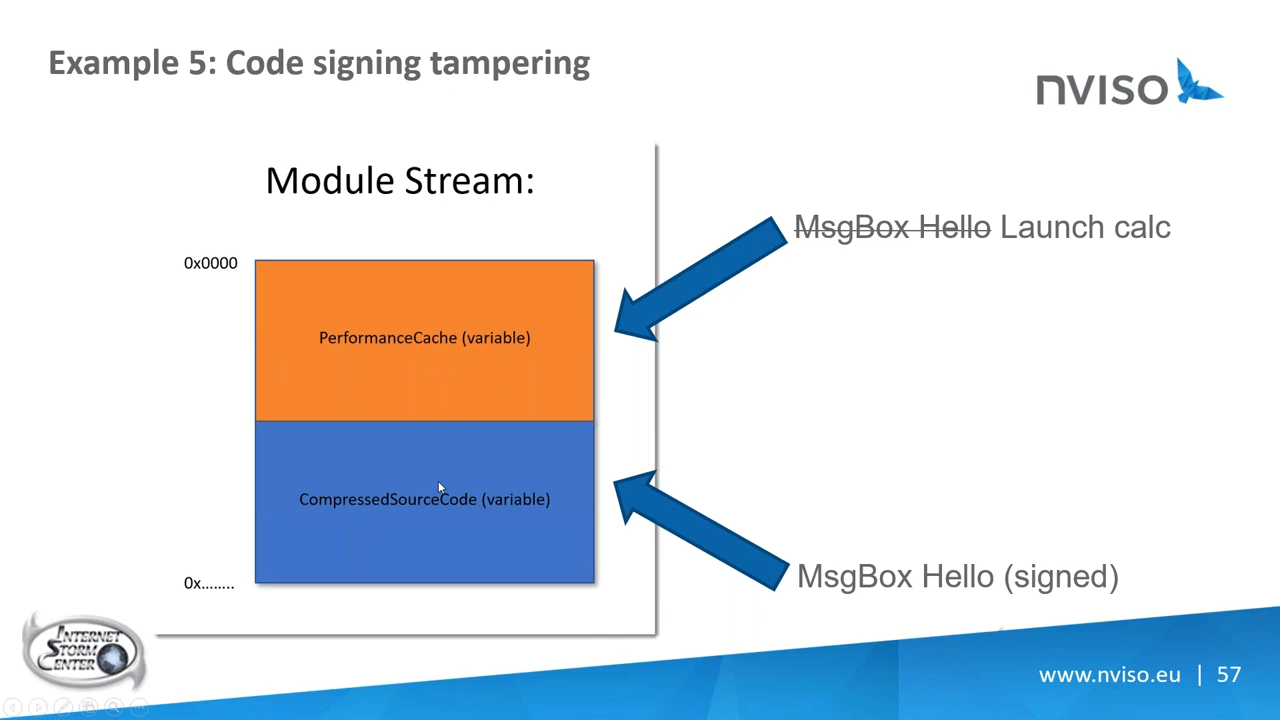 Example 5: Code signing tampering
nviso
Module Stream:
MsgBox Hello Launch calc
0x0000
PerformanceCache (variable)
CompressedSourceCode (variable)
MsgBox Hello (signed)
0x........
INTERNET
STORM
CENTER
www.nviso.eu | 57